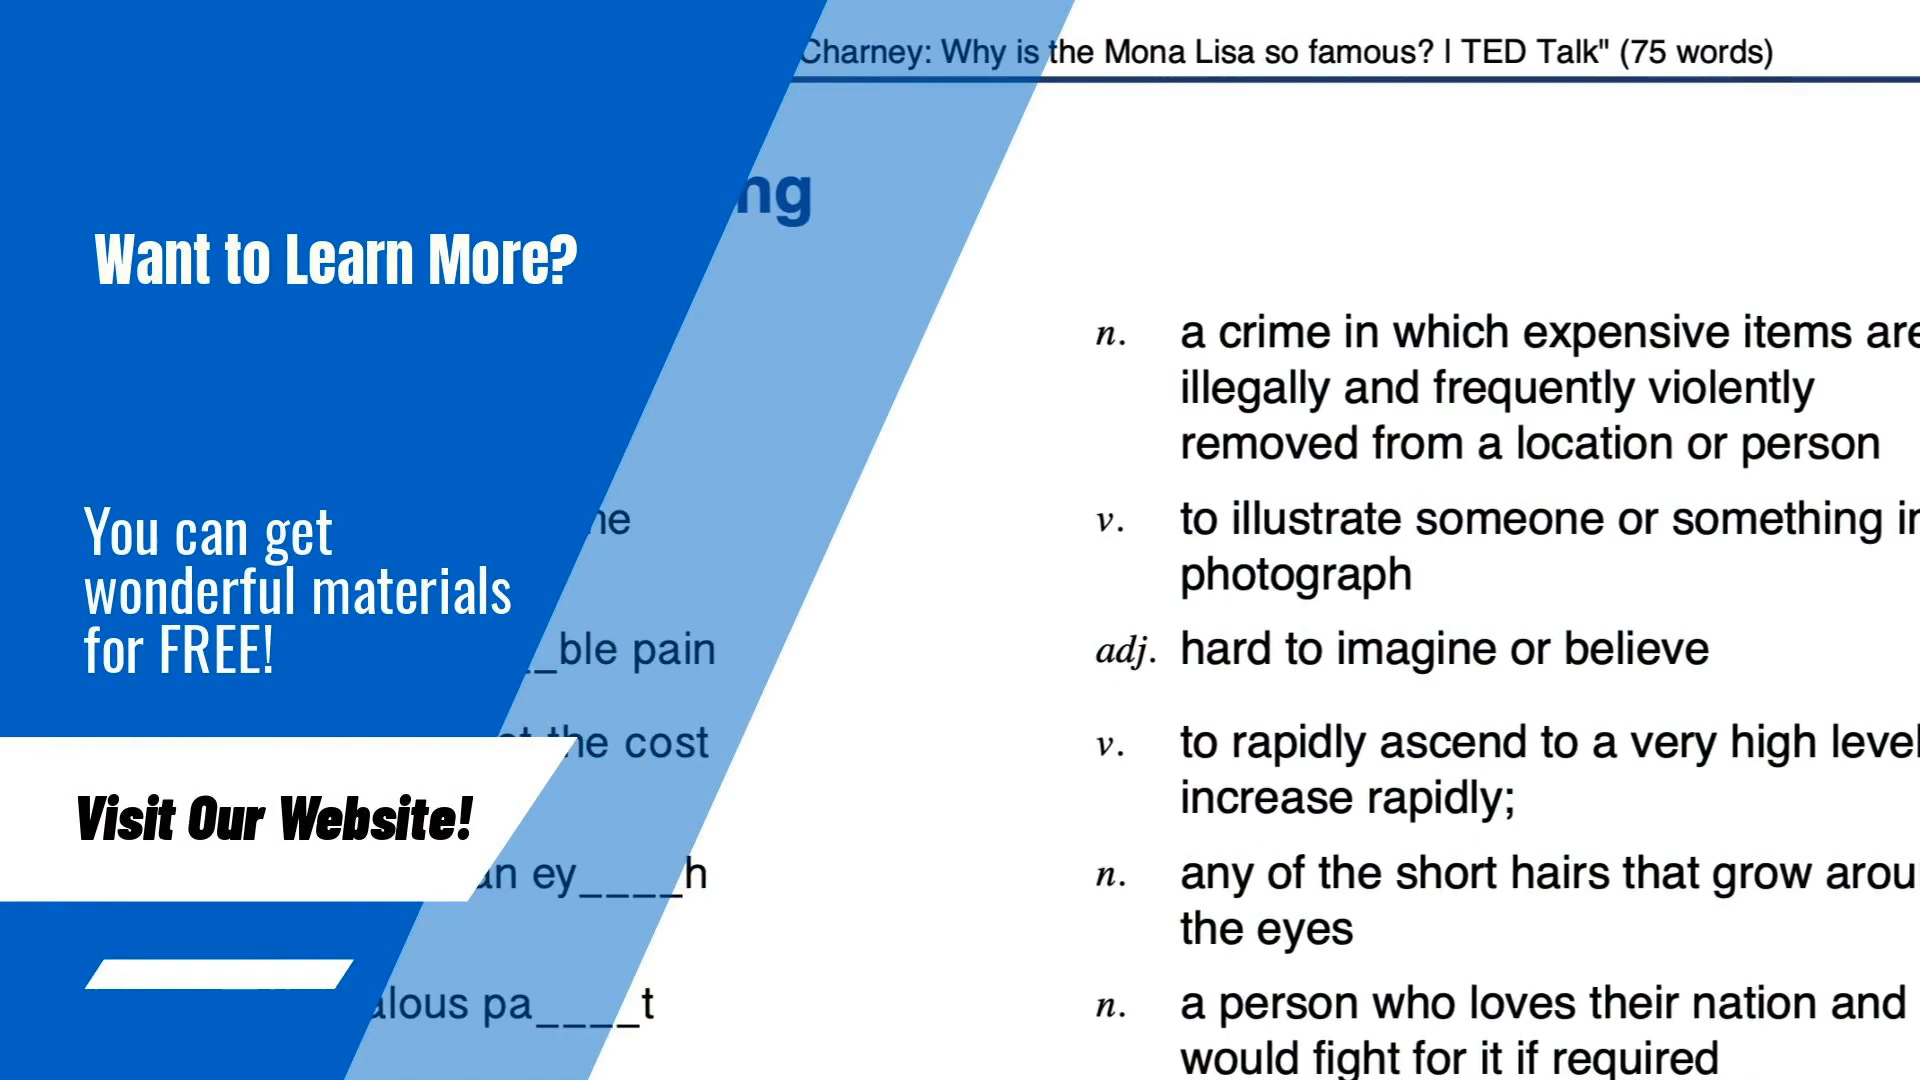 Charney: Why is the Mona Lisa so famous? | TED Talk" (75 words)
ng
Want to Learn More?
You can get
wonderful materials
for FREE!
Visit Our Website!
n. a crime in which expensive items are
illegally and frequently violently
removed from a location or person
v. to illustrate someone or something in
photograph
_ble pain adj. hard to imagine or believe
the cost v. to rapidly ascend to a very high level
increase rapidly;
an ey____h n. any of the short hairs that grow arou
the eyes
alous pa____t n. a person who loves their nation and
would fight for it if required